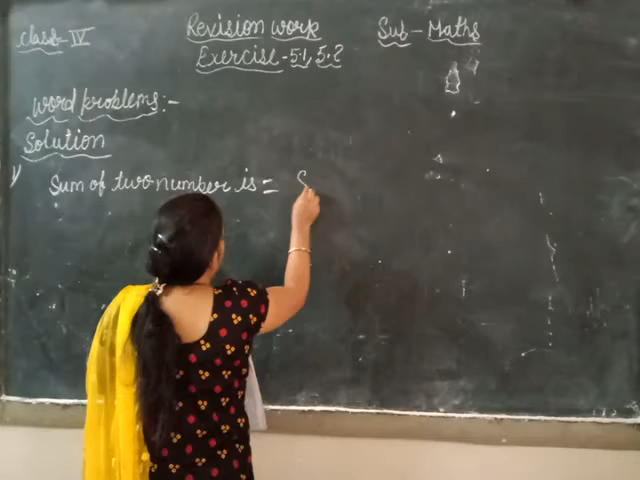 Class-IV
Revision work
Sub-Maths
Exercise-5.1, 5.2
Word problems:-
Solution
Sum of two number is =